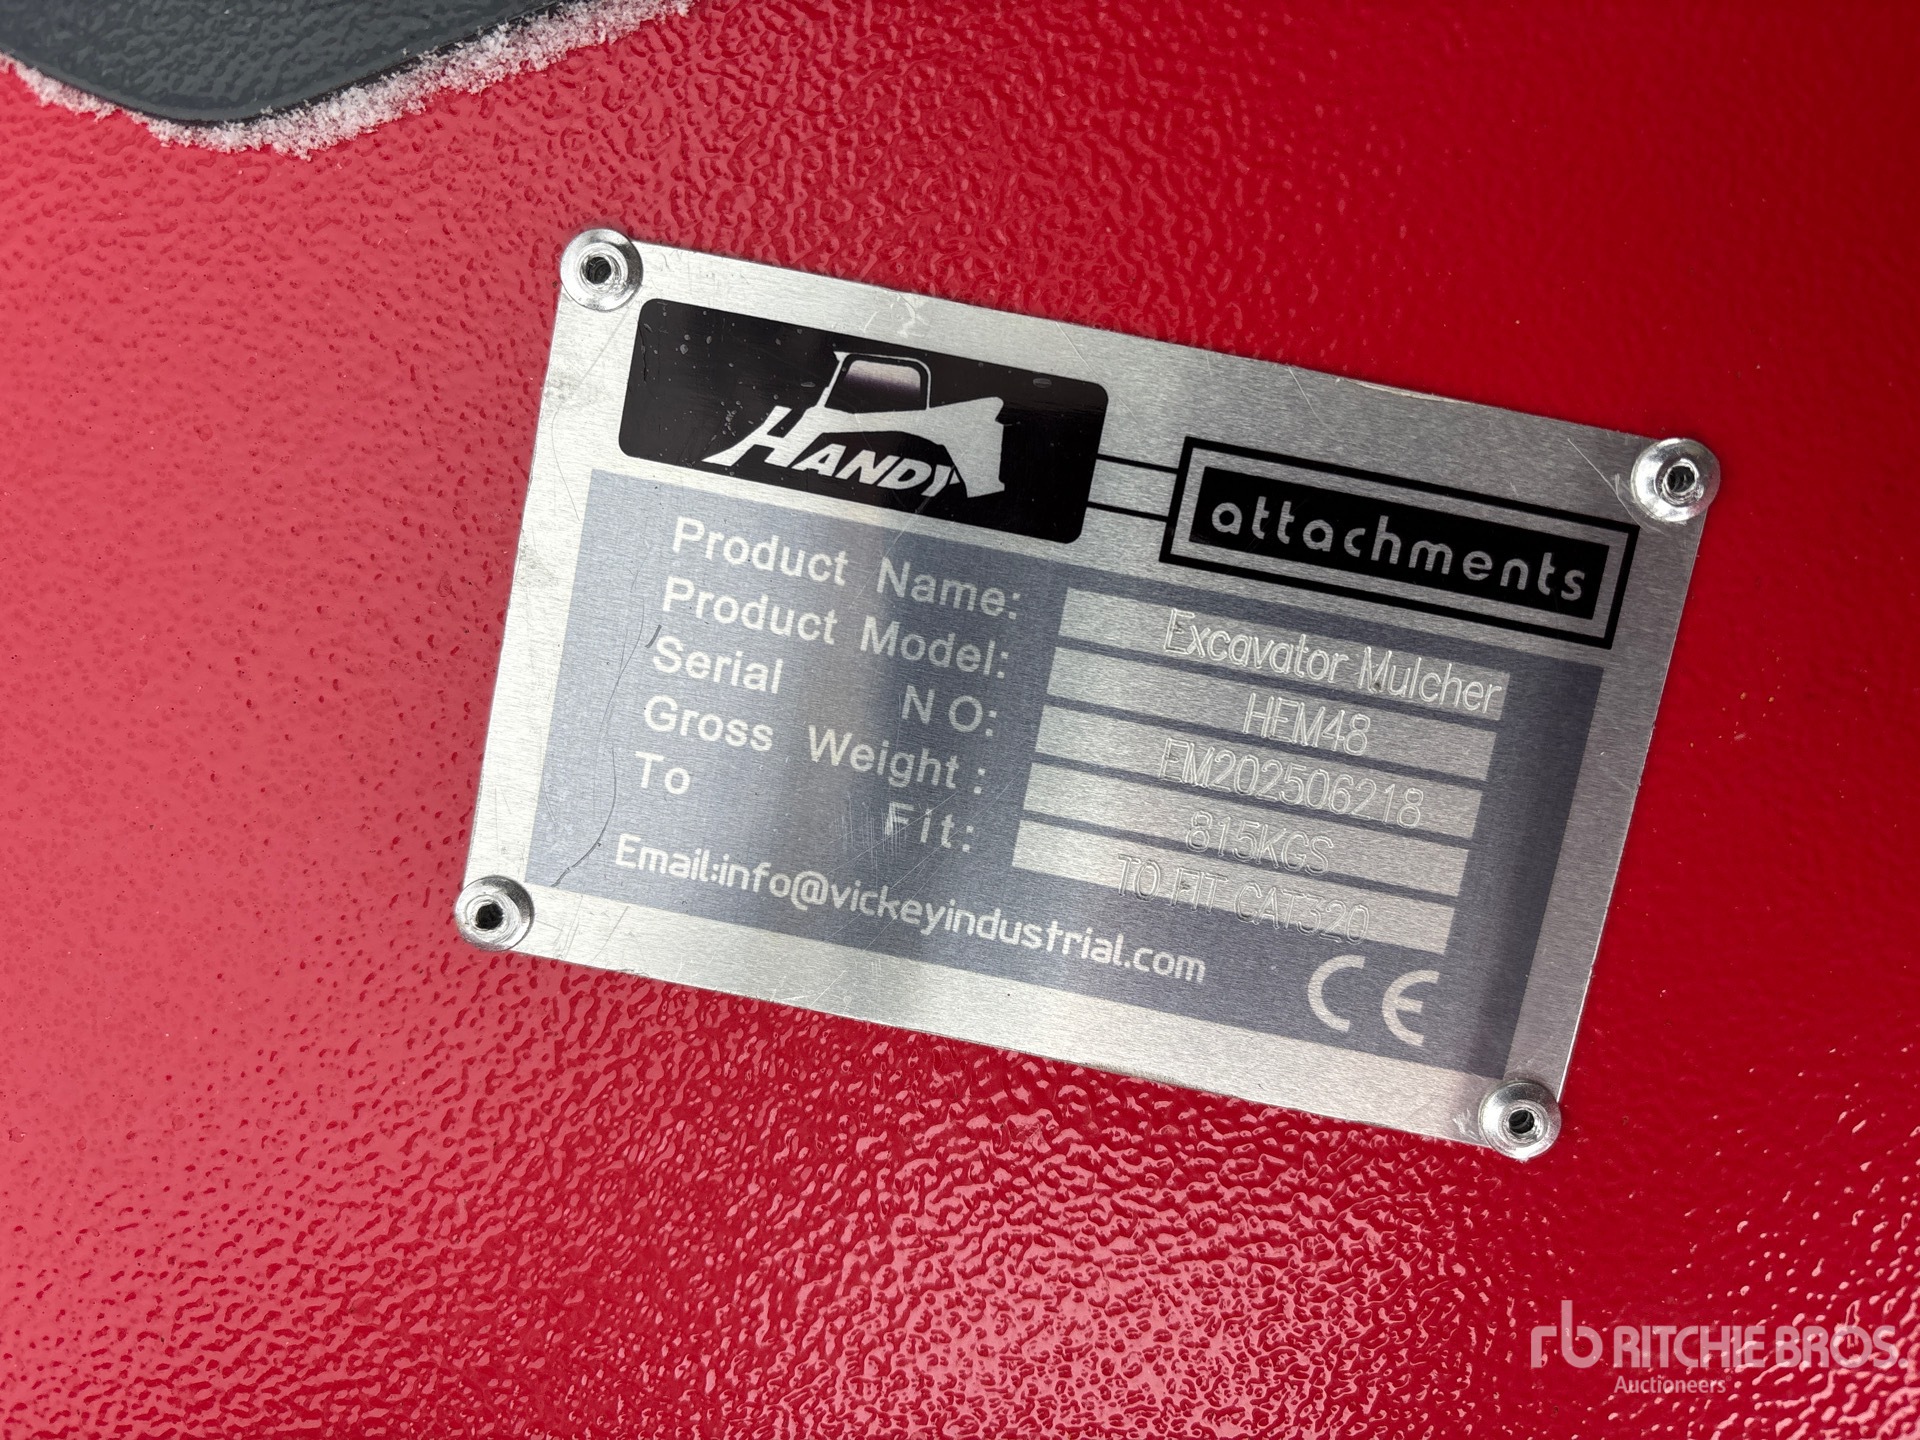 HANDY
attachments
Product Name: Excavator Mulcher
Product Model: HEM48
Serial NO: EM202506218
Gross Weight: 815KGS
To Fit: TO FIT CAT320
Email:info@vickeyindustrial.com
CE
rb RITCHIE BROS.
Auctioneers